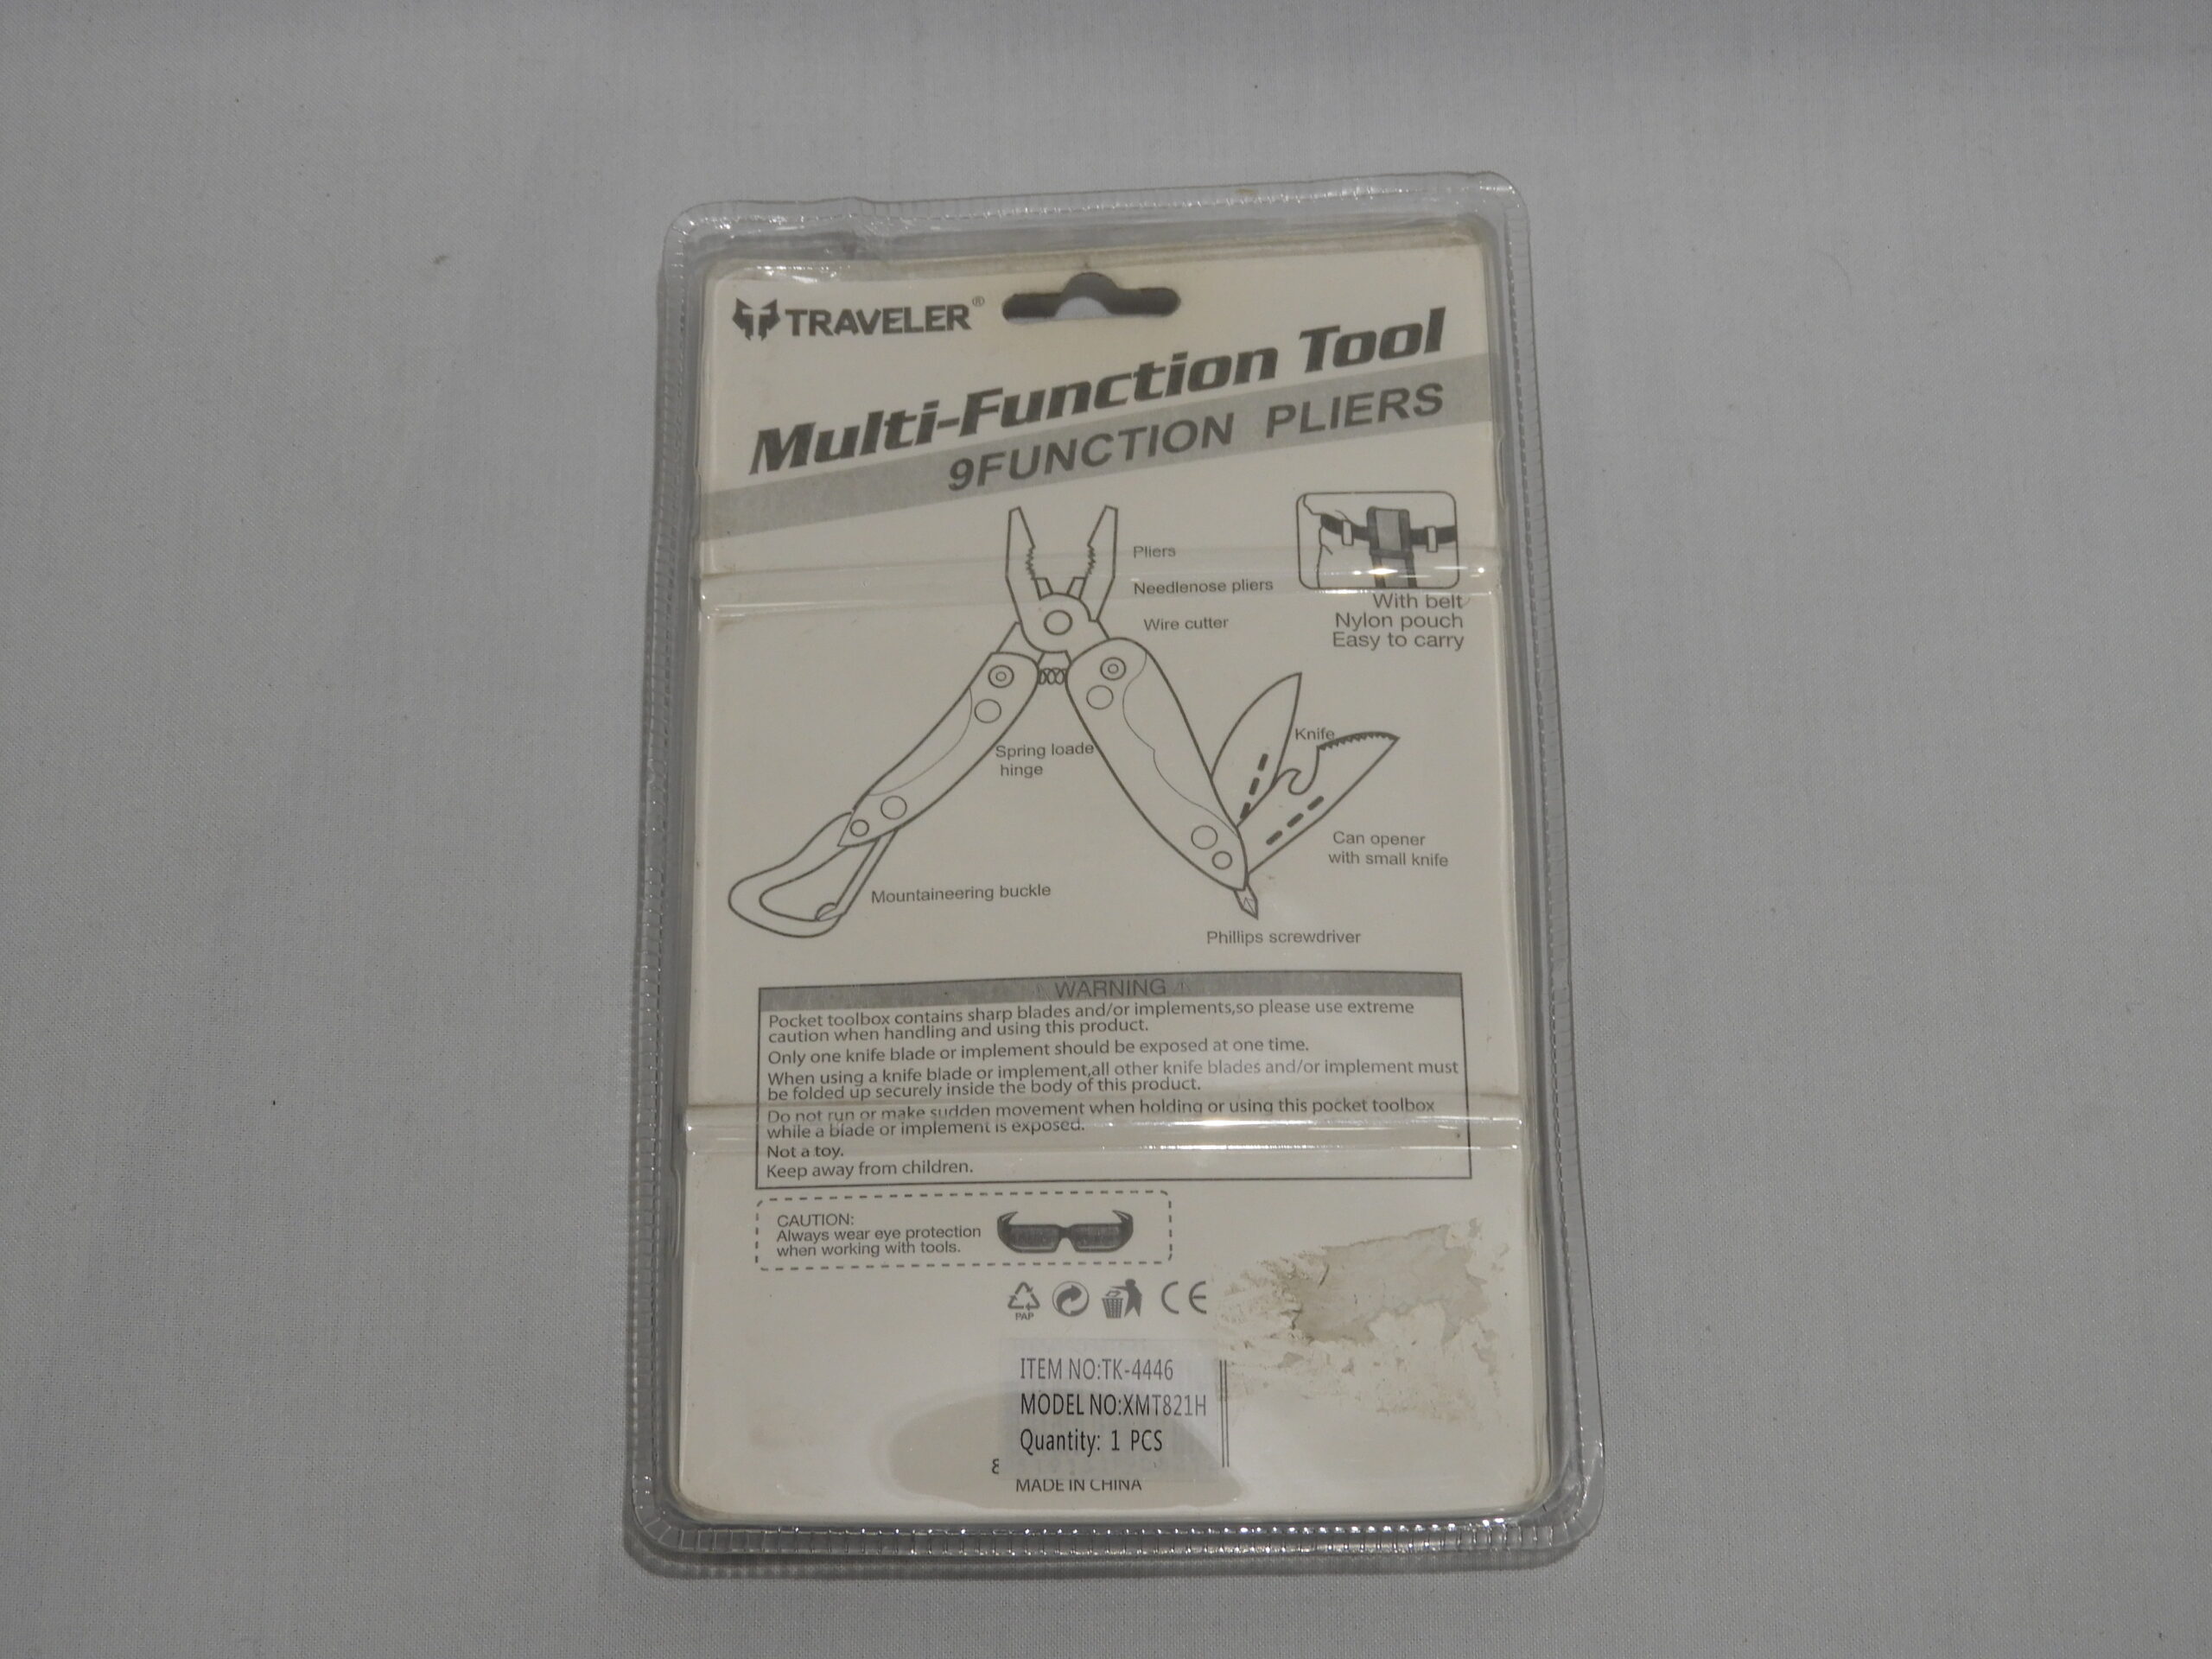 TRAVELER®
Multi-Function Tool
9FUNCTION PLIERS
Pliers
Needlenose pliers
Wire cutter
With belt
Nylon pouch
Easy to carry
Spring loade
hinge
Knife
Can opener
with small knife
Mountaineering buckle
Phillips screwdriver
WARNING
Pocket toolbox contains sharp blades and/or implements,so please use extreme
caution when handling and using this product.
Only one knife blade or implement should be exposed at one time.
When using a knife blade or implement,all other knife blades and/or implement must
be folded up securely inside the body of this product.
Do not run or make sudden movement when holding or using this pocket toolbox
while a blade or implement is exposed.
Not a toy.
Keep away from children.
CAUTION:
Always wear eye protection
when working with tools.
PAP
CE
ITEM NO:TK-4446
MODEL NO:XMT821H
Quantity: 1 PCS
MADE IN CHINA